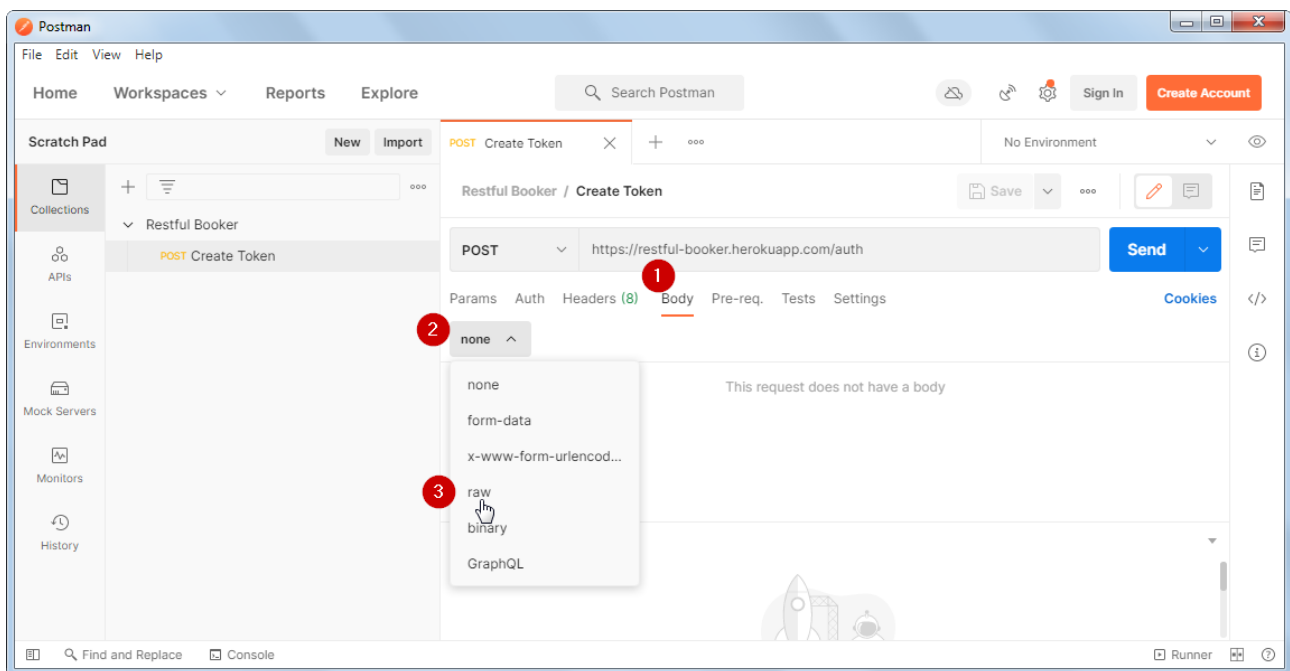 Postman
File Edit View Help
Home Workspaces Reports Explore Search Postman Sign In Create Account
Scratch Pad New Import POST Create Token No Environment
Collections
Restful Booker / Create Token Save
Restful Booker
POST Create Token
POST https://restful-booker.herokuapp.com/auth Send
APIs
1
Params Auth Headers (8) Body Pre-req. Tests Settings Cookies
2
none
Environments
This request does not have a body
none
form-data
x-www-form-urlencod...
3
raw
binary
GraphQL
Mock Servers
Monitors
History
Find and Replace Console Runner